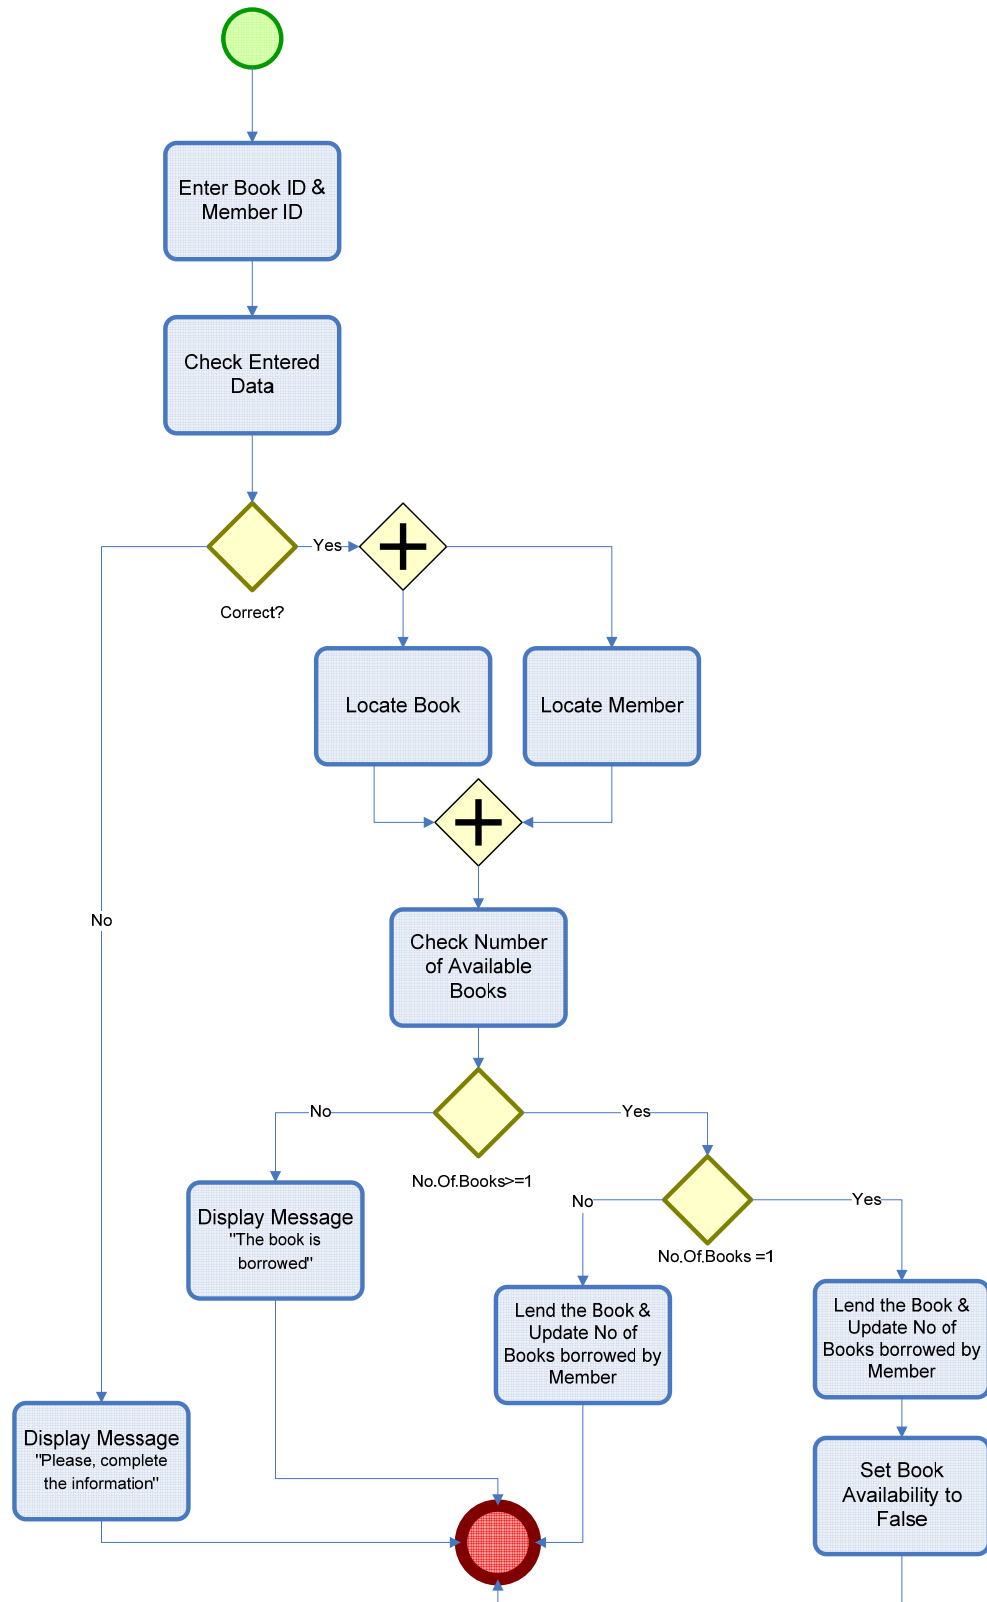 Enter Book ID &
Member ID
Check Entered
Data
Yes
Correct?
Locate Book
Locate Member
No
Check Number
of Available
Books
No
Yes
No.Of.Books>=1
Display Message
"The book is
borrowed"
No
Yes
No.Of.Books =1
Lend the Book &
Update No of
Books borrowed by
Member
Lend the Book &
Update No of
Books borrowed by
Member
Display Message
"Please, complete
the information"
Set Book
Availability to
False